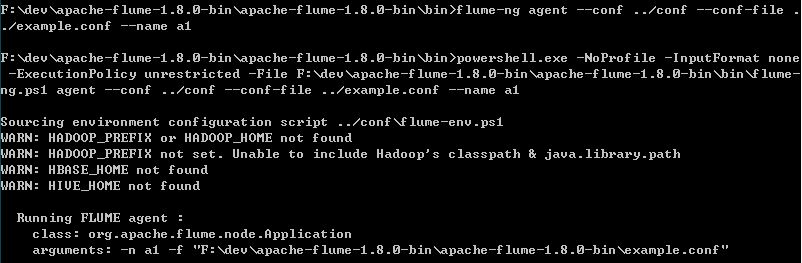 F:\dev\apache-flume-1.8.0-bin\apache-flume-1.8.0-bin\bin>flume-ng agent --conf ../conf --conf-file .
./example.conf --name a1
F:\dev\apache-flume-1.8.0-bin\apache-flume-1.8.0-bin\bin>powershell.exe -NoProfile -InputFormat none
 -ExecutionPolicy unrestricted -File F:\dev\apache-flume-1.8.0-bin\apache-flume-1.8.0-bin\bin\flume-
ng.ps1 agent --conf ../conf --conf-file ../example.conf --name a1
Sourcing environment configuration script ../conf\flume-env.ps1
WARN: HADOOP_PREFIX or HADOOP_HOME not found
WARN: HADOOP_PREFIX not set. Unable to include Hadoop's classpath & java.library.path
WARN: HBASE_HOME not found
WARN: HIVE_HOME not found
  Running FLUME agent :
    class: org.apache.flume.node.Application
    arguments: -n a1 -f "F:\dev\apache-flume-1.8.0-bin\apache-flume-1.8.0-bin\example.conf"